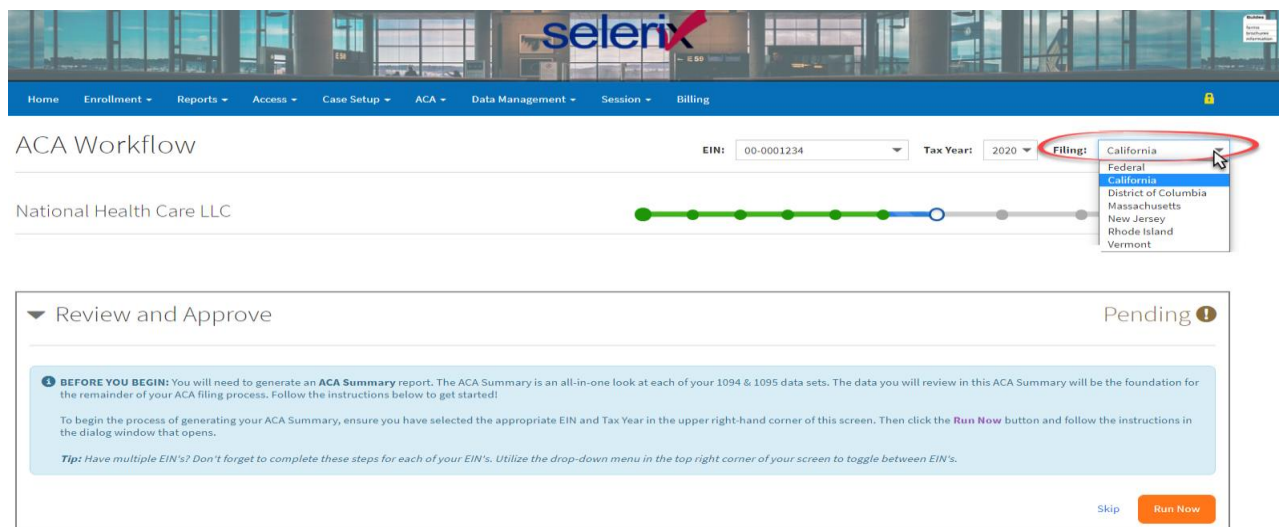 selerix
Home Enrollment Reports Access Case Setup ACA Data Management Session Billing
ACA Workflow
EIN: 00-0001234 Tax Year: 2020 Filing: California
Federal
California
District of Columbia
Massachusetts
New Jersey
Rhode Island
Vermont
National Health Care LLC
Review and Approve
Pending
BEFORE YOU BEGIN: You will need to generate an ACA Summary report. The ACA Summary is an all-in-one look at each of your 1094 & 1095 data sets. The data you will review in this ACA Summary will be the foundation for
the remainder of your ACA filing process. Follow the instructions below to get started!
To begin the process of generating your ACA Summary, ensure you have selected the appropriate EIN and Tax Year in the upper right-hand corner of this screen. Then click the Run Now button and follow the instructions in
the dialog window that opens.
Tip: Have multiple EIN's? Don't forget to complete these steps for each of your EIN's. Utilize the drop-down menu in the top right corner of your screen to toggle between EIN's.
Skip Run Now